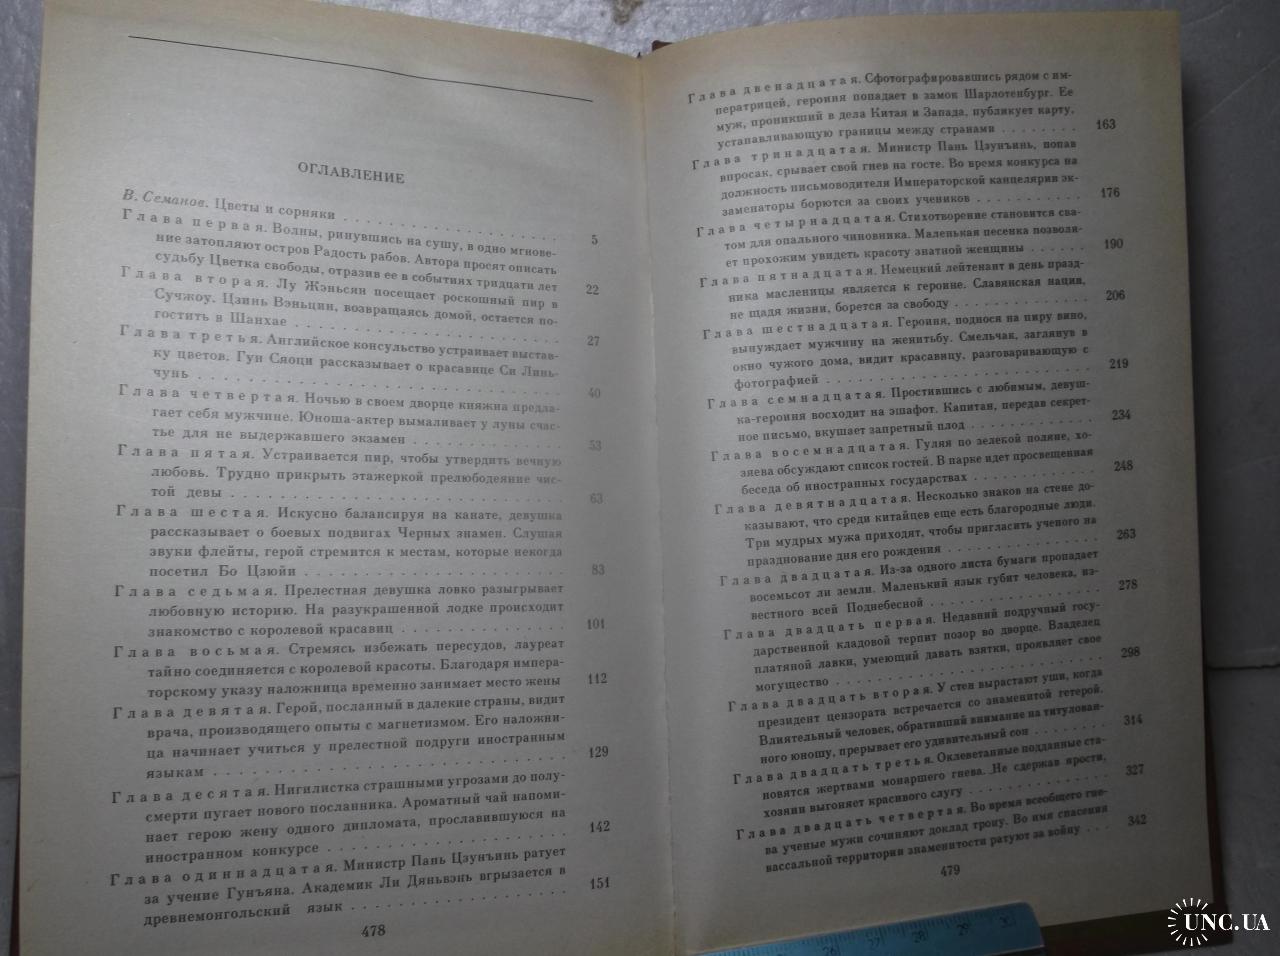 ОГЛАВЛЕНИЕ
В. Семанов. Цветы и сорняки . . . . . . . . . . . . . . . 5
Глава первая. Волны, ринувшись на сушу, в одно мгнове-
ние затопляют остров Радость рабов. Автора просят описать
судьбу Цветка свободы, отразив ее в событиях тридцати лет 22
Глава вторая. Лу Жэньсян посещает роскошный пир в
Сучжоу. Цзинь Вэньцин, возвращаясь домой, остается по-
гостить в Шанхае . . . . . . . . . . . . . . . 27
Глава третья. Английское консульство устраивает выстав-
ку цветов. Гун Сяоци рассказывает о красавице Си Линь-
чунь . . . . . . . . . . . . . . . 40
Глава четвертая. Ночью в своем дворце княжна предла-
гает себя мужчине. Юноша-актер вымаливает у луны счас-
тье для не выдержавшего экзамен . . . . . . . . . . 53
Глава пятая. Устраивается пир, чтобы утвердить вечную
любовь. Трудно прикрыть этажеркой прелюбодеяние чис-
той девы . . . . . . . . . . . . . . . 63
Глава шестая. Искусно балансируя на канате, девушка
рассказывает о боевых подвигах Черных знамен. Слушая
звуки флейты, герой стремится к местам, которые некогда
посетил Бо Цзюйи . . . . . . . . . . . . . . . 83
Глава седьмая. Прелестная девушка ловко разыгрывает
любовную историю. На разукрашенной лодке происходит
знакомство с королевой красавиц . . . . . . . . . . 101
Глава восьмая. Стремясь избежать пересудов, лауреат
тайно соединяется с королевой красоты. Благодаря импера-
торскому указу наложница временно занимает место жены 112
Глава девятая. Герой, посланный в далекие страны, видит
врача, производящего опыты с магнетизмом. Его наложни-
ца начинает учиться у прелестной подруги иностранным
языкам . . . . . . . . . . . . . . . 129
Глава десятая. Нигилистка страшными угрозами до полу-
смерти пугает нового посланника. Ароматный чай напоми-
нает герою жену одного дипломата, прославившуюся на
иностранном конкурсе . . . . . . . . . . . . . . . 142
Глава одиннадцатая. Министр Пань Цзунъинь ратует
за учение Гунъяна. Академик Ли Дяньвэнь вгрызается в
древнемонгольский язык . . . . . . . . . . . . . . . 151
478
Глава двенадцатая. Сфотографировавшись рядом с им-
ператрицей, героиня попадает в замок Шарлотенбург. Ее
муж, проникший в дела Китая и Запада, публикует карту,
устанавливающую границы между странами . . . . . . . . 163
Глава тринадцатая. Министр Пань Цзунъинь, попав
впросак, срывает свой гнев на госте. Во время конкурса на
должность письмоводителя Императорской канцелярии эк-
заменаторы борются за своих учеников . . . . . . . . . . 176
Глава четырнадцатая. Стихотворение становится сва-
том для опального чиновника. Маленькая песенка позволя-
ет прохожим увидеть красоту знатной женщины . . . . . . 190
Глава пятнадцатая. Немецкий лейтенант в день празд-
ника масленицы является к героине. Славянская нация,
не щадя жизни, борется за свободу . . . . . . . . . . 206
Глава шестнадцатая. Героиня, поднося на пиру вино,
вынуждает мужчину на женитьбу. Смельчак, заглянув в
окно чужого дома, видит красавицу, разговаривающую с
фотографией . . . . . . . . . . . . . . . 219
Глава семнадцатая. Простившись с любимым, девуш-
ка-героиня восходит на эшафот. Капитан, передав секрет-
ное письмо, вкушает запретный плод . . . . . . . . . . 234
Глава восемнадцатая. Гуляя по зелекой поляне, хо-
зяева обсуждают список гостей. В парке идет просвещенная
беседа об иностранных государствах . . . . . . . . . . 248
Глава девятнадцатая. Несколько знаков на стене до-
казывают, что среди китайцев еще есть благородные люди.
Три мудрых мужа приходят, чтобы пригласить ученого на
празднование дня его рождения . . . . . . . . . . . . 263
Глава двадцатая. Из-за одного листа бумаги пропадает
восемьсот ли земли. Маленький язык губит человека, из-
вестного всей Поднебесной . . . . . . . . . . . . . . . 278
Глава двадцать первая. Недавний подручный госу-
дарственной кладовой терпит позор во дворце. Владелец
платяной лавки, умеющий давать взятки, проявляет свое
могущество . . . . . . . . . . . . . . . 298
Глава двадцать вторая. У стен вырастают уши, когда
президент цензората встречается со знаменитой гетерой.
Влиятельный человек, обративший внимание на титулован-
ного юношу, прерывает его удивительный сон . . . . . . . 314
Глава двадцать третья. Оклеветанные подданные ста-
новятся жертвами монаршего гнева. Не сдержав ярости,
хозяин выгоняет красивого слугу . . . . . . . . . . . . 327
Глава двадцать четвертая. Во время всеобщего гне-
ва ученые мужи сочиняют доклад трону. Во имя спасения
вассальной территории знаменитости ратуют за войну . . . 342
479
26 27 28 29 30
UNC.UA